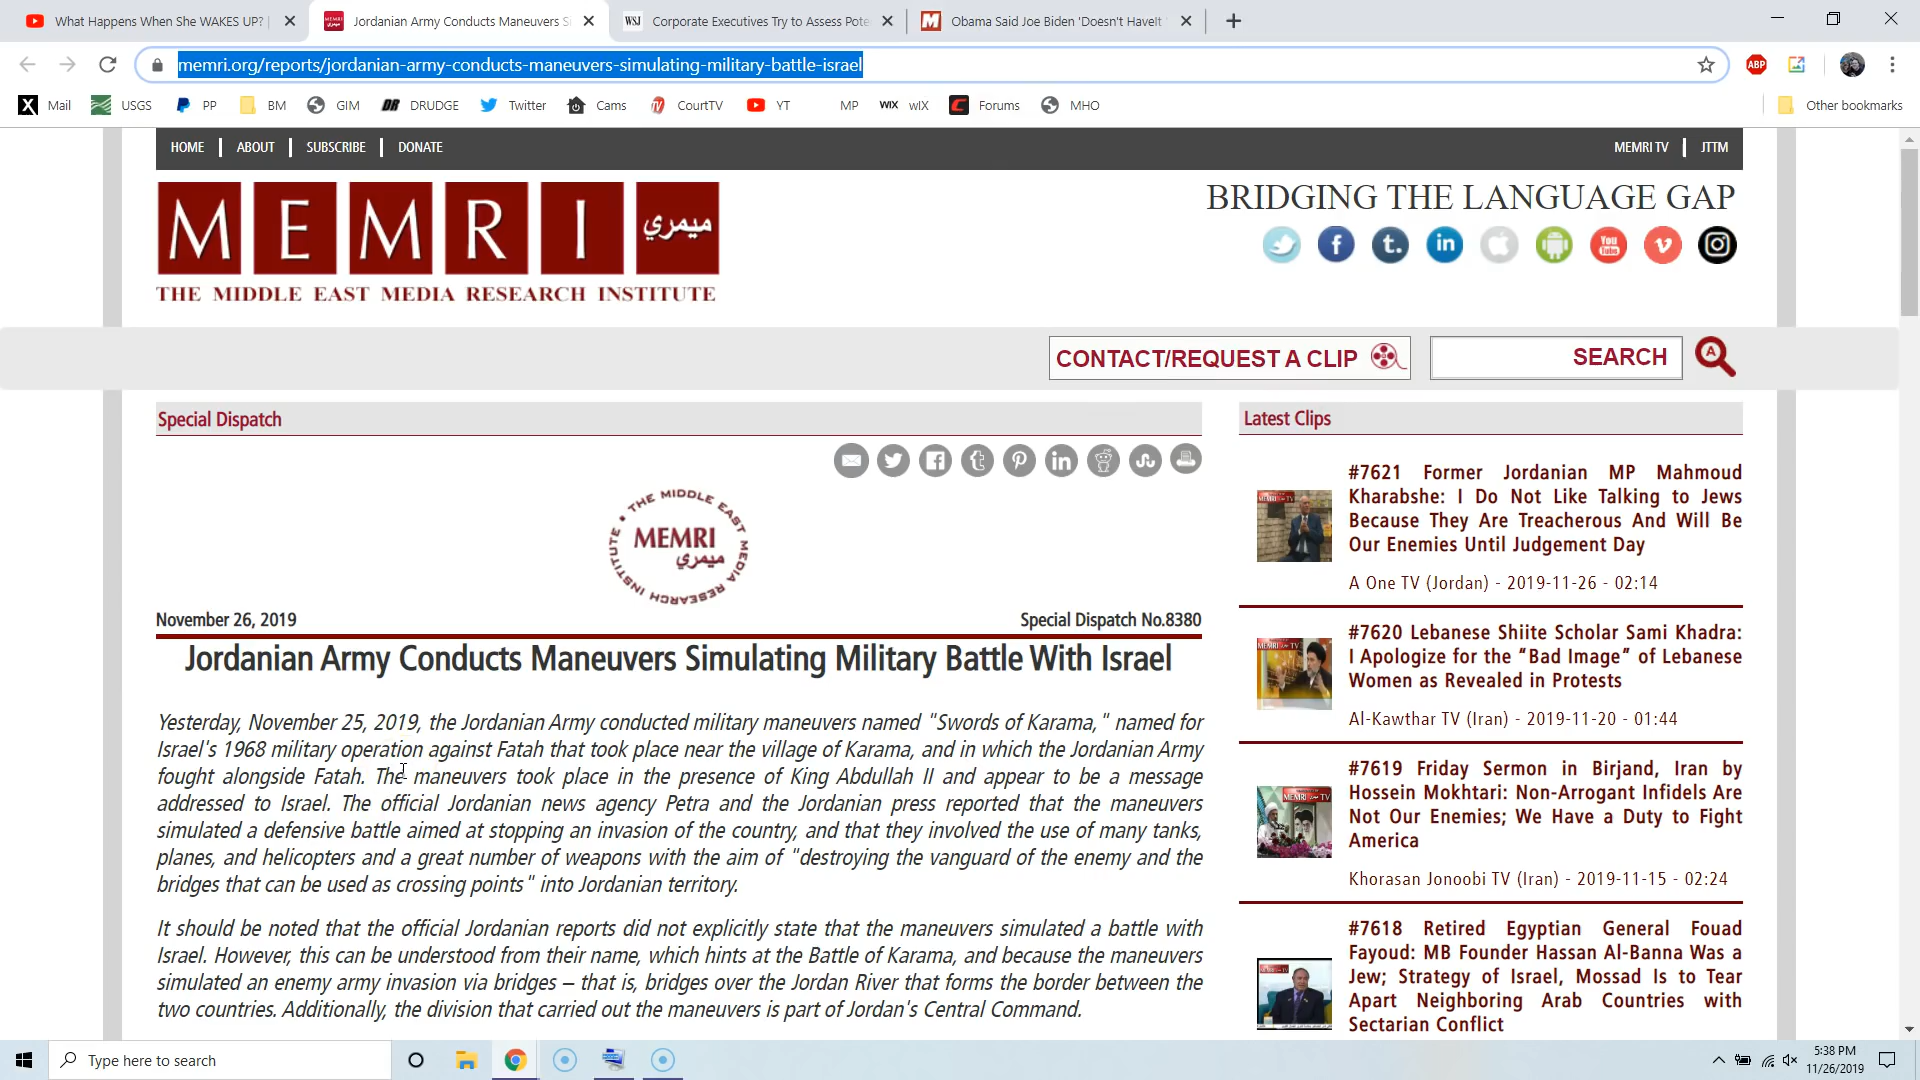 What Happens When She WAKES UP? |
Jordanian Army Conducts Maneuvers S
WSJ
Corporate Executives Try to Assess Pote
Obama Said Joe Biden 'Doesn't HaveIt
memri.org/reports/jordanian-army-conducts-maneuvers-simulating-military-battle-israel
ABP
X Mail
USGS
PP
BM
GIM
DR DRUDGE
Twitter
Cams
CourtTV
YT
MP
WIX wIX
Forums
MHO
Other bookmarks
HOME
ABOUT
SUBSCRIBE
DONATE
MEMRI TV
JTTM
MEMRI ميمري
THE MIDDLE EAST MEDIA RESEARCH INSTITUTE
BRIDGING THE LANGUAGE GAP
CONTACT/REQUEST A CLIP
SEARCH
A
Special Dispatch
THE MIDDLE EAST MEDIA RESEARCH INSTITUTE
MEMRI
ميمري
November 26, 2019
Special Dispatch No.8380
Jordanian Army Conducts Maneuvers Simulating Military Battle With Israel
Yesterday, November 25, 2019, the Jordanian Army conducted military maneuvers named "Swords of Karama," named for
Israel's 1968 military operation against Fatah that took place near the village of Karama, and in which the Jordanian Army
fought alongside Fatah. The maneuvers took place in the presence of King Abdullah II and appear to be a message
addressed to Israel. The official Jordanian news agency Petra and the Jordanian press reported that the maneuvers
simulated a defensive battle aimed at stopping an invasion of the country, and that they involved the use of many tanks,
planes, and helicopters and a great number of weapons with the aim of "destroying the vanguard of the enemy and the
bridges that can be used as crossing points" into Jordanian territory.
It should be noted that the official Jordanian reports did not explicitly state that the maneuvers simulated a battle with
Israel. However, this can be understood from their name, which hints at the Battle of Karama, and because the maneuvers
simulated an enemy army invasion via bridges – that is, bridges over the Jordan River that forms the border between the
two countries. Additionally, the division that carried out the maneuvers is part of Jordan's Central Command.
Latest Clips
#7621 Former Jordanian MP Mahmoud
Kharabshe: I Do Not Like Talking to Jews
Because They Are Treacherous And Will Be
Our Enemies Until Judgement Day
A One TV (Jordan) - 2019-11-26 - 02:14
#7620 Lebanese Shiite Scholar Sami Khadra:
I Apologize for the “Bad Image” of Lebanese
Women as Revealed in Protests
Al-Kawthar TV (Iran) - 2019-11-20 - 01:44
#7619 Friday Sermon in Birjand, Iran by
Hossein Mokhtari: Non-Arrogant Infidels Are
Not Our Enemies; We Have a Duty to Fight
America
Khorasan Jonoobi TV (Iran) - 2019-11-15 - 02:24
#7618 Retired Egyptian General Fouad
Fayoud: MB Founder Hassan Al-Banna Was a
Jew; Strategy of Israel, Mossad Is to Tear
Apart Neighboring Arab Countries with
Sectarian Conflict
Type here to search
5:38 PM
11/26/2019